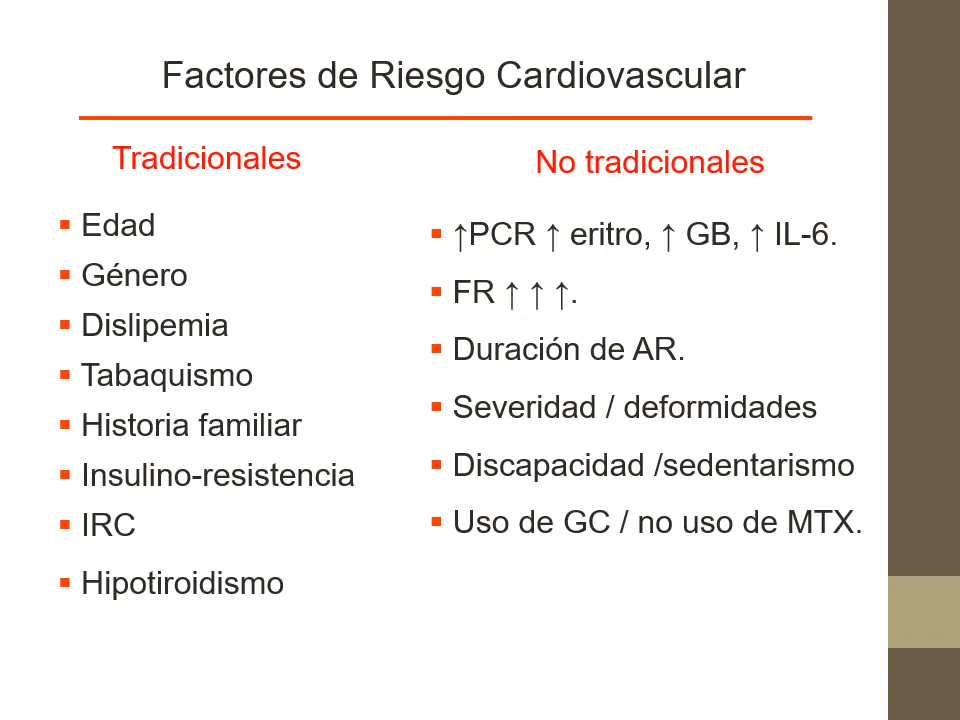 Factores de Riesgo Cardiovascular
Tradicionales
▪ Edad
▪ Género
▪ Dislipemia
▪ Tabaquismo
▪ Historia familiar
▪ Insulino-resistencia
▪ IRC
▪ Hipotiroidismo
No tradicionales
▪ ↑PCR ↑ eritro, ↑ GB, ↑ IL-6.
▪ FR ↑ ↑ ↑.
▪ Duración de AR.
▪ Severidad / deformidades
▪ Discapacidad /sedentarismo
▪ Uso de GC / no uso de MTX.